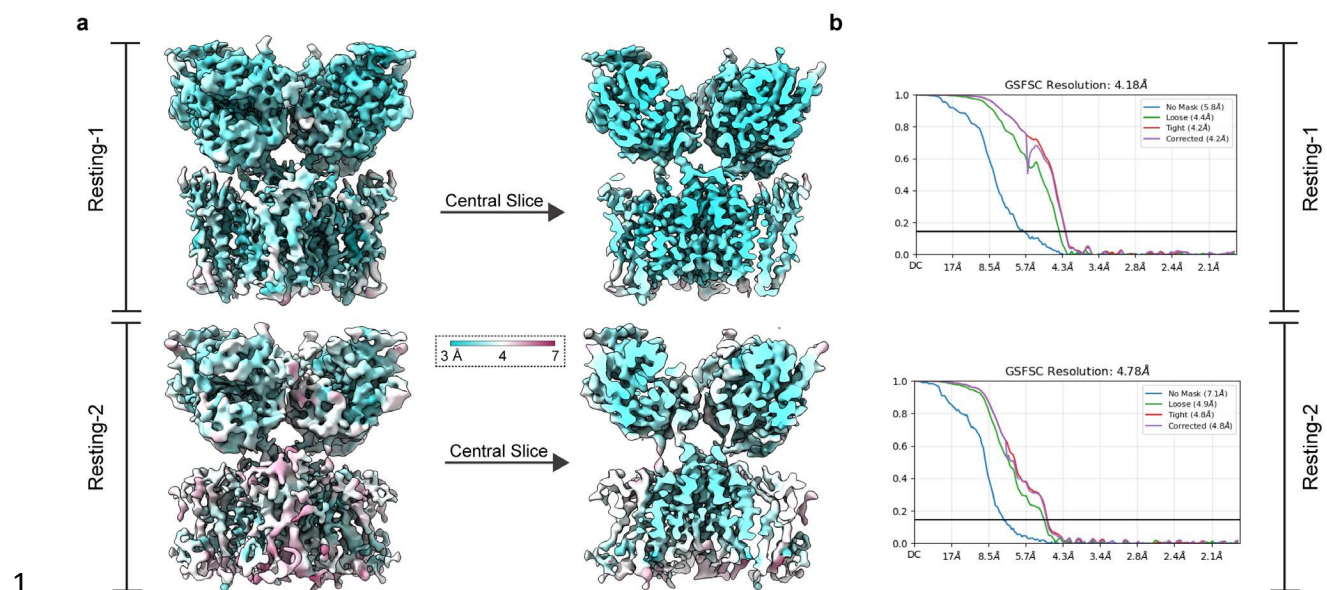 a
b
Resting-1
Central Slice
GSFSC Resolution: 4.18Å
1.0
0.8
0.6
0.4
0.2
0.0
DC 17Å 8.5Å 5.7Å 4.3Å 3.4Å 2.8Å 2.4Å 2.1Å
No Mask (5.8Å)
Loose (4.4Å)
Tight (4.2Å)
Corrected (4.2Å)
Resting-1
Resting-2
3 Å 4 7
Central Slice
GSFSC Resolution: 4.78Å
1.0
0.8
0.6
0.4
0.2
0.0
DC 17Å 8.5Å 5.7Å 4.3Å 3.4Å 2.8Å 2.4Å 2.1Å
No Mask (7.1Å)
Loose (4.9Å)
Tight (4.8Å)
Corrected (4.8Å)
Resting-2
1